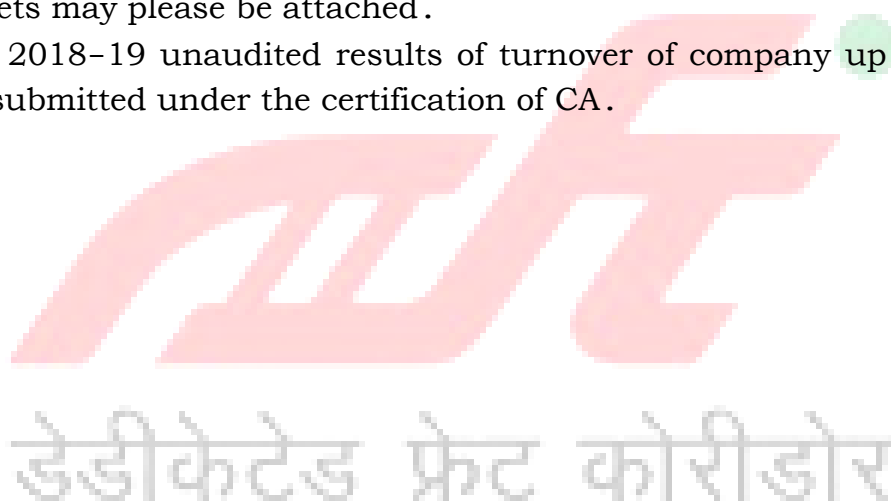 ets may please be attached.
2018–19 unaudited results of turnover of company up
submitted under the certification of CA.
डेडीकेटेड फ्रेट कोरीडोर